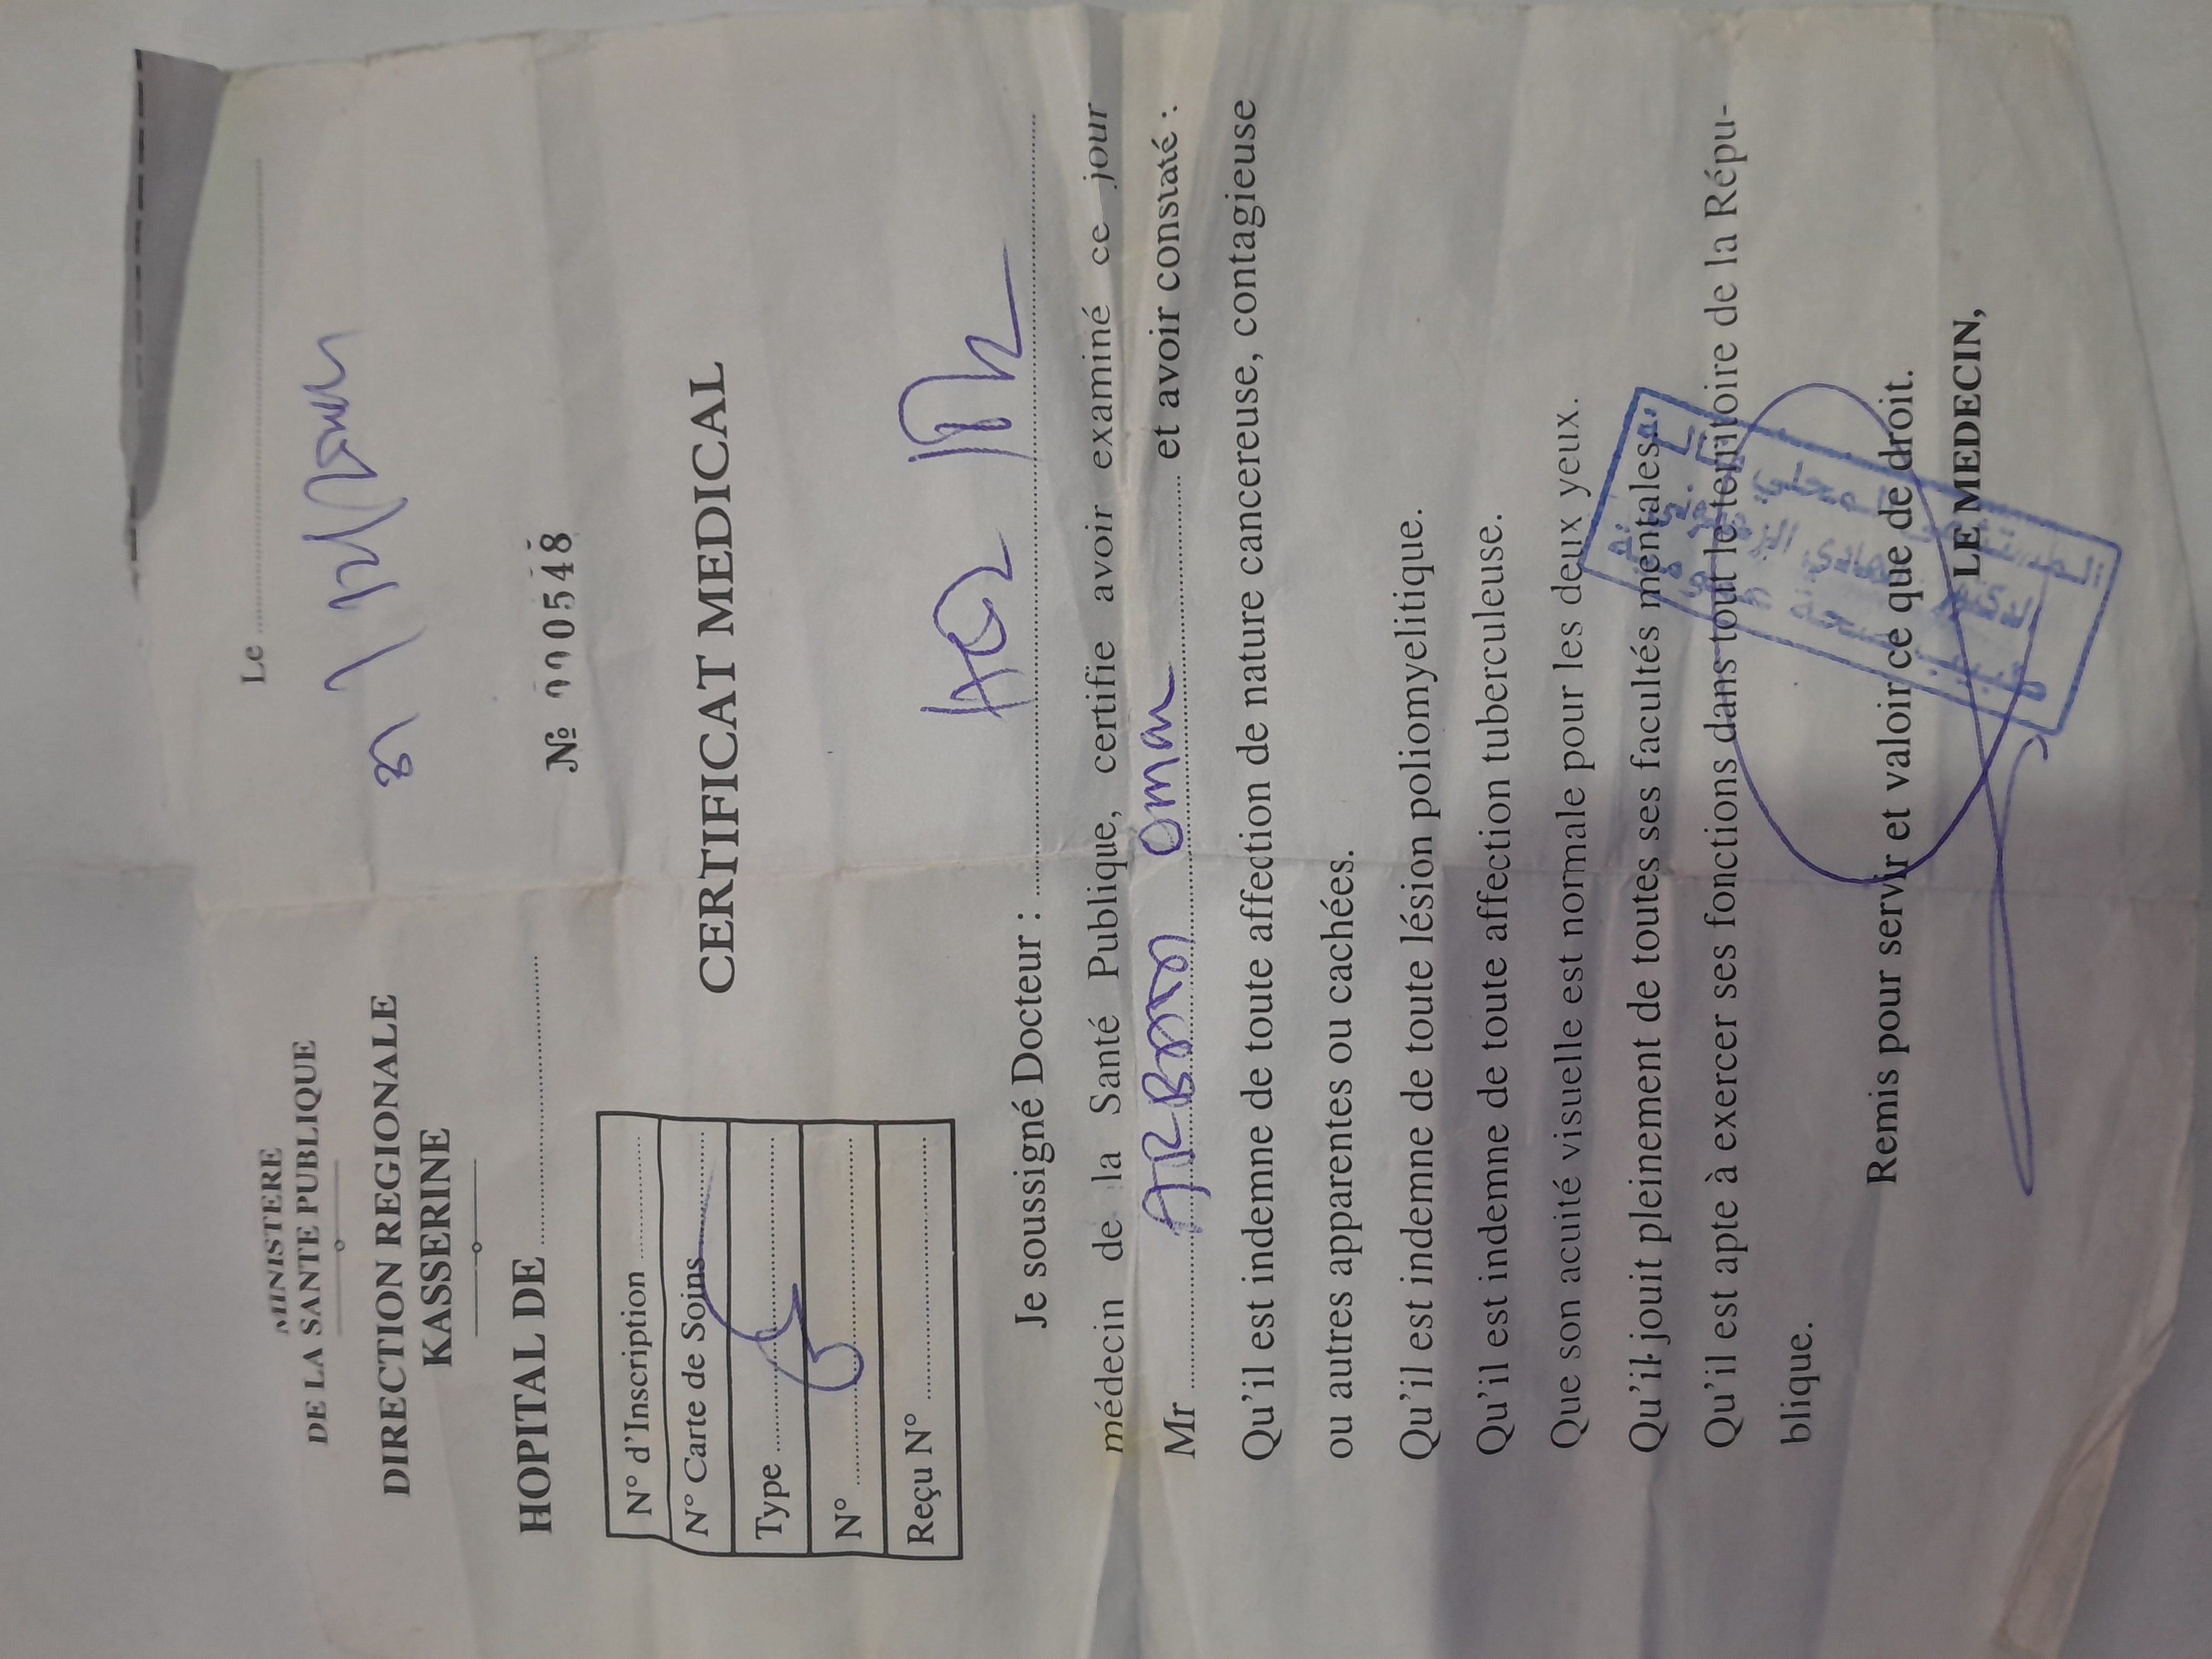 MINISTERE
DE LA SANTE PUBLIQUE
DIRECTION REGIONALE
KASSERINE
HOPITAL DE ..........
Le ..........
№ 000548
N° d'Inscription ..........
N° Carte de Soins ..........
Type ..........
N° ..........
Reçu N° ..........
CERTIFICAT MEDICAL
Je soussigné Docteur : ..........
médecin de la Santé Publique, certifie avoir examiné ce jour
Mr .......... Omar .......... et avoir constaté :
Qu'il est indemne de toute affection de nature cancereuse, contagieuse
ou autres apparentes ou cachées.
Qu'il est indemne de toute lésion poliomyelitique.
Qu'il est indemne de toute affection tuberculeuse.
Que son acuité visuelle est normale pour les deux yeux.
Qu'il jouit pleinement de toutes ses facultés mentales.
Qu'il est apte à exercer ses fonctions dans tout le territoire de la Répu-
blique.
Remis pour servir et valoir ce que de droit.
LE MEDECIN,